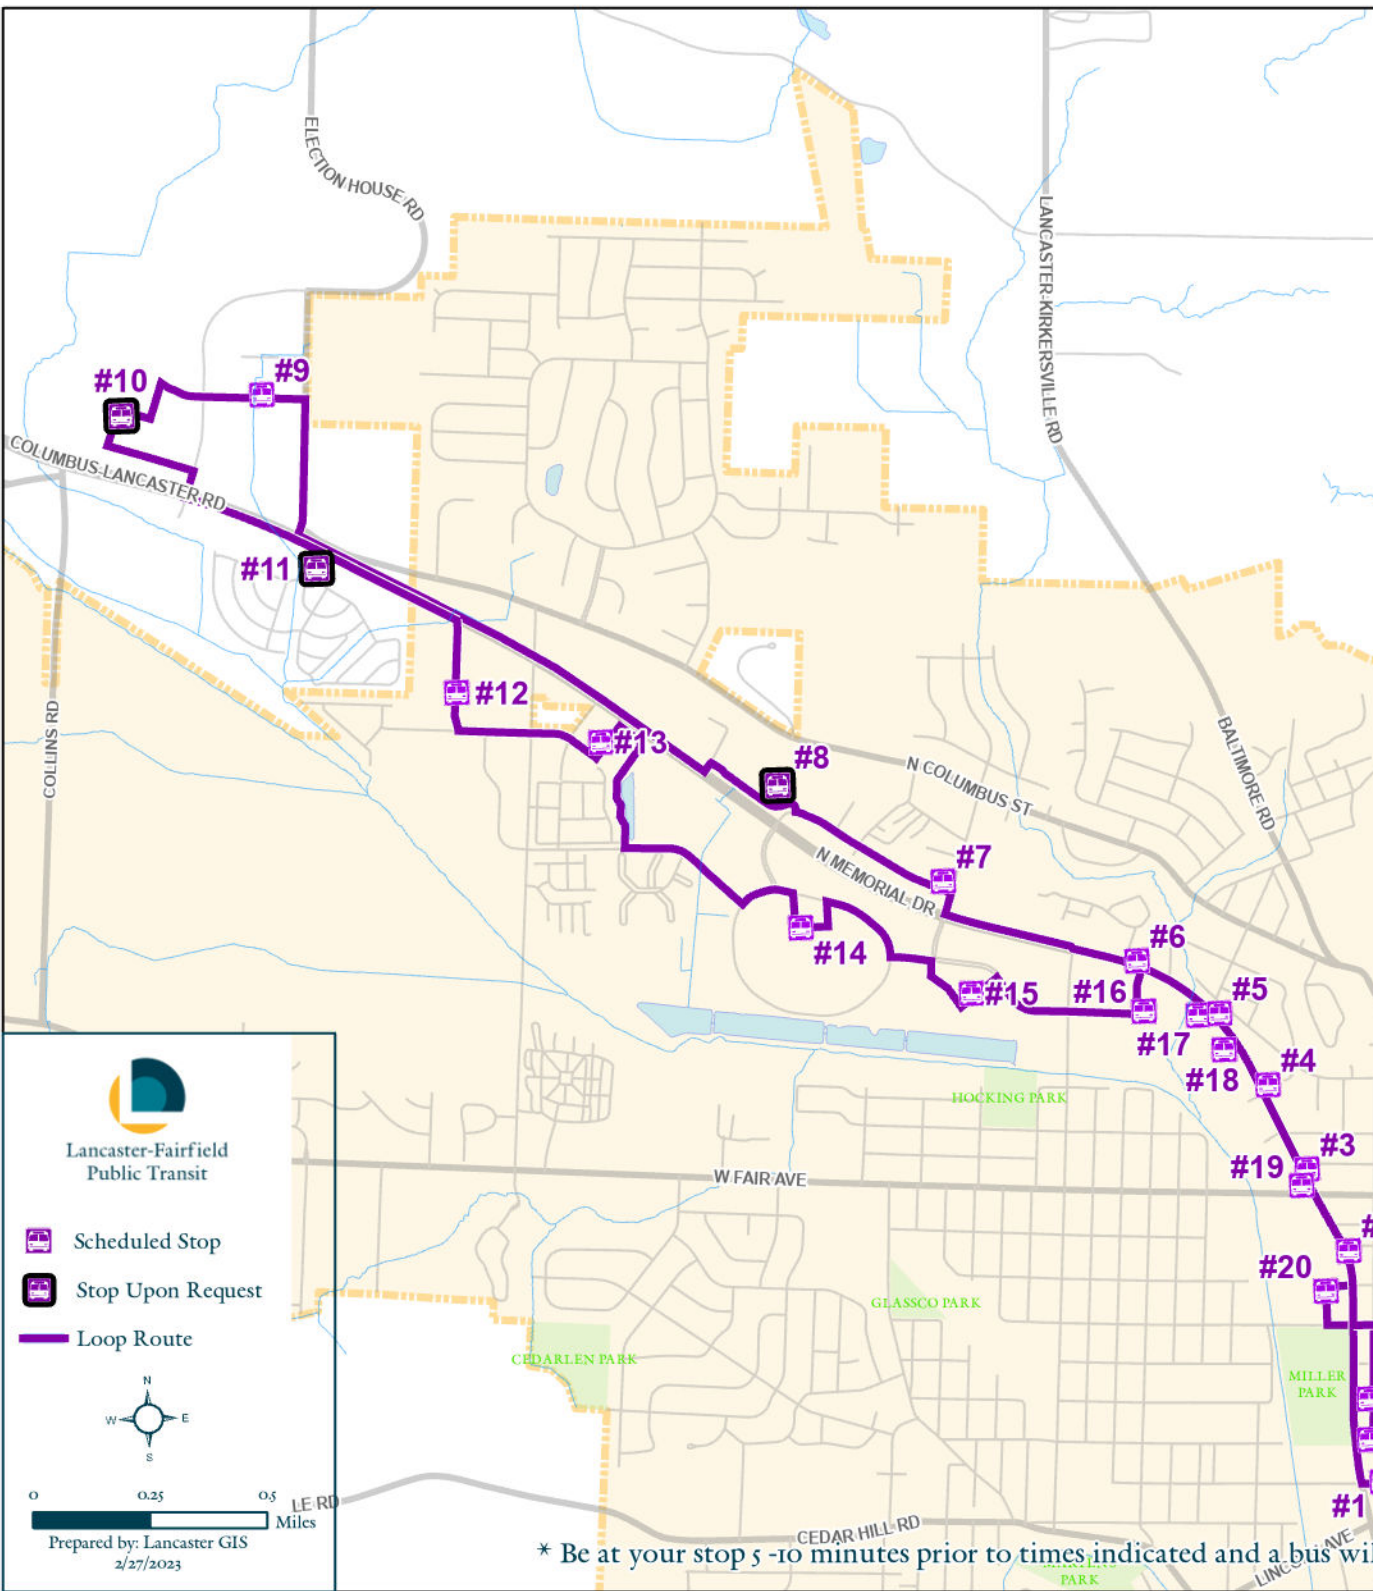 ELECTION HOUSE RD
LANCASTER-KIRKERSVILLE RD
#9
#10
COLUMBUS-LANCASTER RD
#11
#12
#13
#8
COLLINS RD
BALTIMORE RD
N COLUMBUS ST
#7
N MEMORIAL DR
#6
#14
#15
#16
#5
#17
#18
#4
HOCKING PARK
#3
#19
W FAIR AVE
#
#20
GLASSCO PARK
CEDARLEN PARK
MILLER
PARK
#1
Lancaster-Fairfield
Public Transit
Scheduled Stop
Stop Upon Request
Loop Route
N
W E
S
0 0.25 0.5
Miles
Prepared by: Lancaster GIS
2/27/2023
LE RD
CEDAR HILL RD
* Be at your stop 5 -10 minutes prior to times indicated and a bus wil
PARK